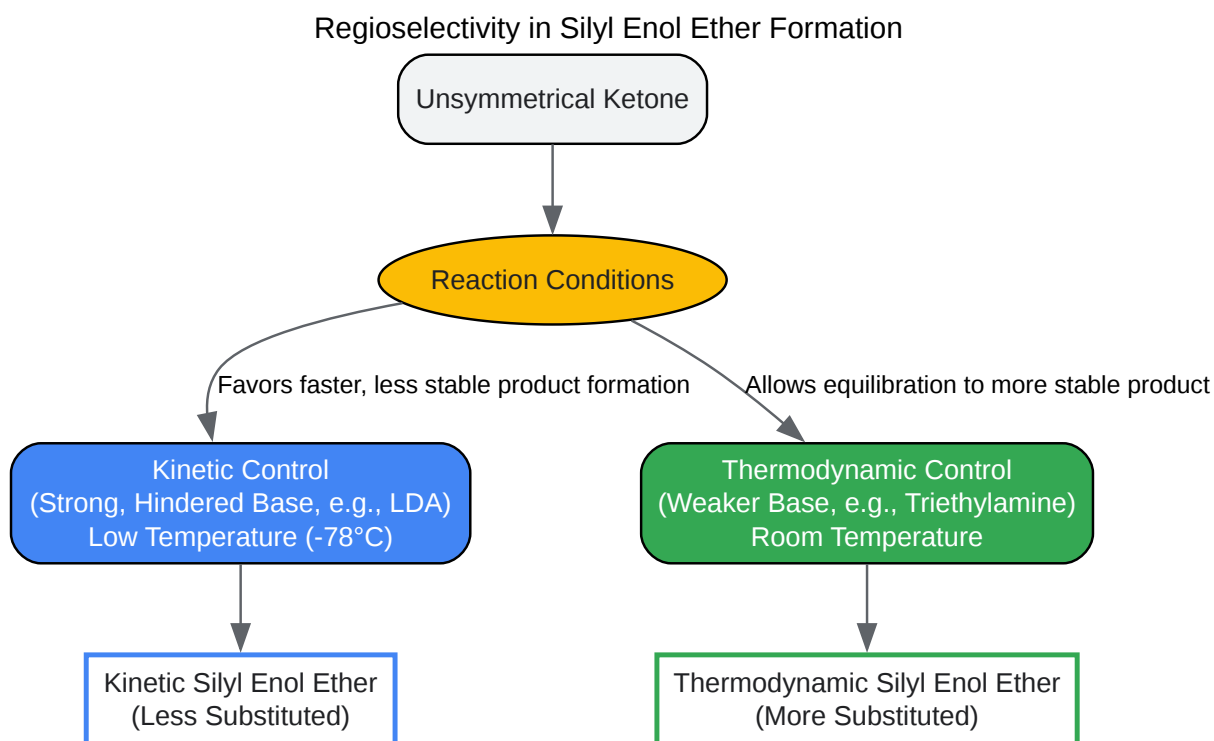 Regioselectivity in Silyl Enol Ether Formation
Unsymmetrical Ketone
Reaction Conditions
Favors faster, less stable product formation
Allows equilibration to more stable product
Kinetic Control
(Strong, Hindered Base, e.g., LDA)
Low Temperature (-78°C)
Thermodynamic Control
(Weaker Base, e.g., Triethylamine)
Room Temperature
Kinetic Silyl Enol Ether
(Less Substituted)
Thermodynamic Silyl Enol Ether
(More Substituted)